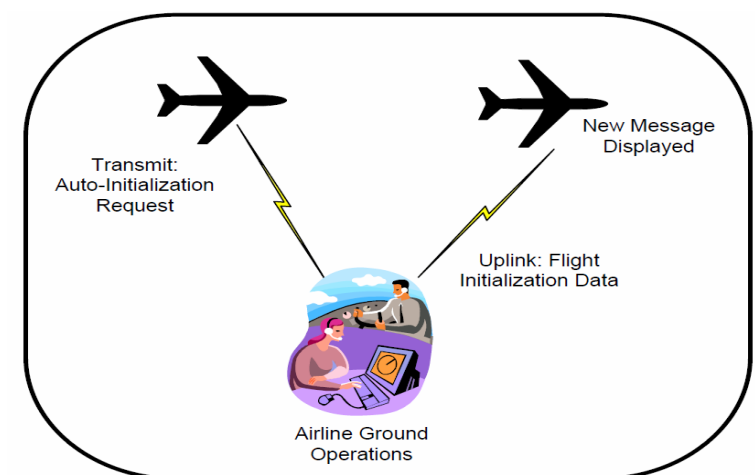 Transmit:
Auto-Initialization
Request
New Message
Displayed
Uplink: Flight
Initialization Data
Airline Ground
Operations